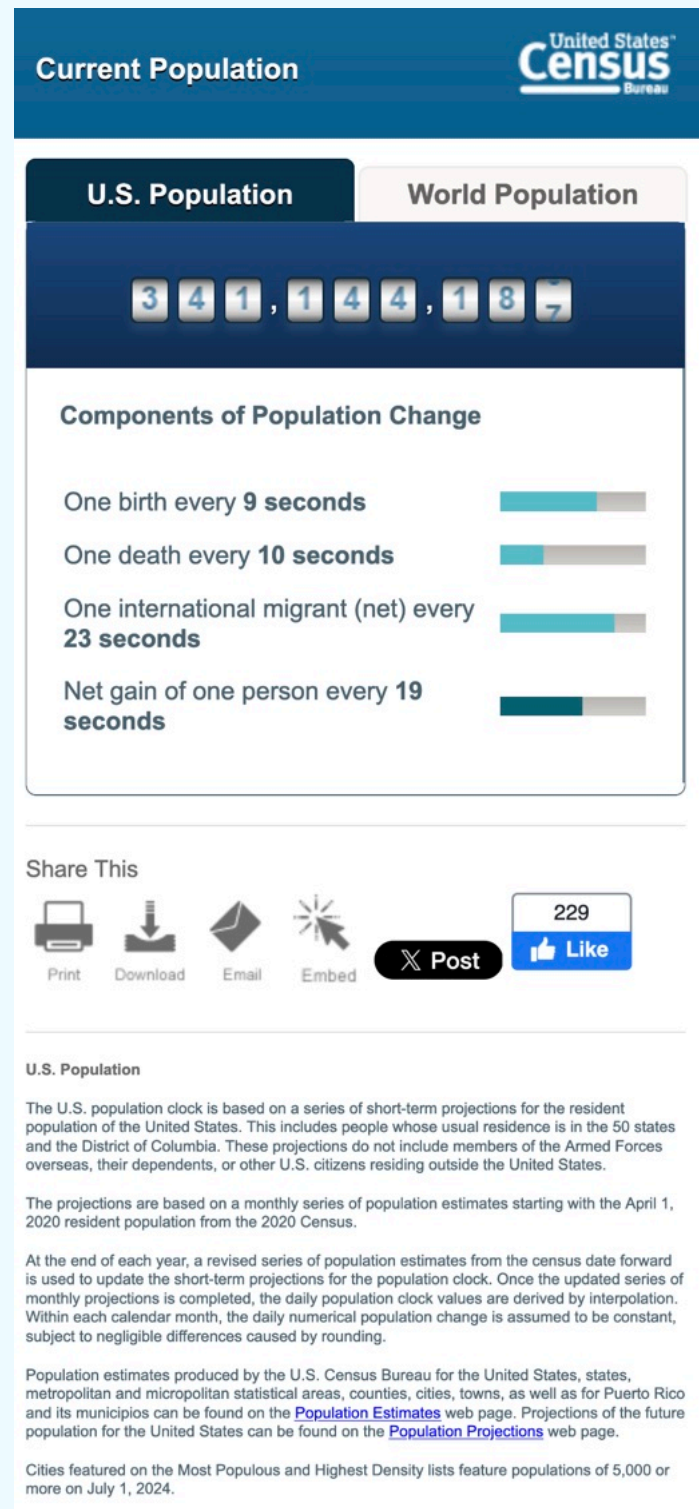 Current Population
United States™
Census
Bureau
U.S. Population
World Population
341,144,18
Components of Population Change
One birth every 9 seconds
One death every 10 seconds
One international migrant (net) every
23 seconds
Net gain of one person every 19
seconds
Share This
229
Like
Print
Download
Email
Embed
X Post
U.S. Population
The U.S. population clock is based on a series of short-term projections for the resident
population of the United States. This includes people whose usual residence is in the 50 states
and the District of Columbia. These projections do not include members of the Armed Forces
overseas, their dependents, or other U.S. citizens residing outside the United States.
The projections are based on a monthly series of population estimates starting with the April 1,
2020 resident population from the 2020 Census.
At the end of each year, a revised series of population estimates from the census date forward
is used to update the short-term projections for the population clock. Once the updated series of
monthly projections is completed, the daily population clock values are derived by interpolation.
Within each calendar month, the daily numerical population change is assumed to be constant,
subject to negligible differences caused by rounding.
Population estimates produced by the U.S. Census Bureau for the United States, states,
metropolitan and micropolitan statistical areas, counties, cities, towns, as well as for Puerto Rico
and its municipios can be found on the Population Estimates web page. Projections of the future
population for the United States can be found on the Population Projections web page.
Cities featured on the Most Populous and Highest Density lists feature populations of 5,000 or
more on July 1, 2024.